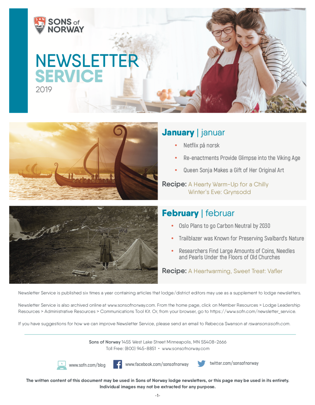 SONS of
NORWAY
NEWSLETTER
SERVICE
2019
January | januar
• Netflix på norsk
• Re-enactments Provide Glimpse into the Viking Age
• Queen Sonja Makes a Gift of Her Original Art
Recipe: A Hearty Warm-Up for a Chilly
Winter's Eve: Grynsodd
February | februar
• Oslo Plans to go Carbon Neutral by 2030
• Trailblazer was Known for Preserving Svalbard's Nature
• Researchers Find Large Amounts of Coins, Needles
and Pearls Under the Floors of Old Churches
Recipe: A Heartwarming, Sweet Treat: Vafler
Newsletter Service is published six times a year containing articles that lodge/district editors may use as a supplement to lodge newsletters.
Newsletter Service is also archived online at www.sonsofnorway.com. From the home page, click on Member Resources > Lodge Leadership
Resources > Administrative Resources > Communications Tool Kit. Or, from your browser, go to https://www.sofn.com/newsletter_service.
If you have suggestions for how we can improve Newsletter Service, please send an email to Rebecca Swanson at
Sons of Norway 1455 West Lake Street Minneapolis, MN 55408-2666
Toll Free: (800) 945-8851 – www.sonsofnorway.com
www.sofn.com/blog www.facebook.com/sonsofnorway twitter.com/sonsofnorway
The written content of this document may be used in Sons of Norway lodge newsletters, or this page may be used in its entirety.
Individual images may not be extracted for any purpose.
-1-